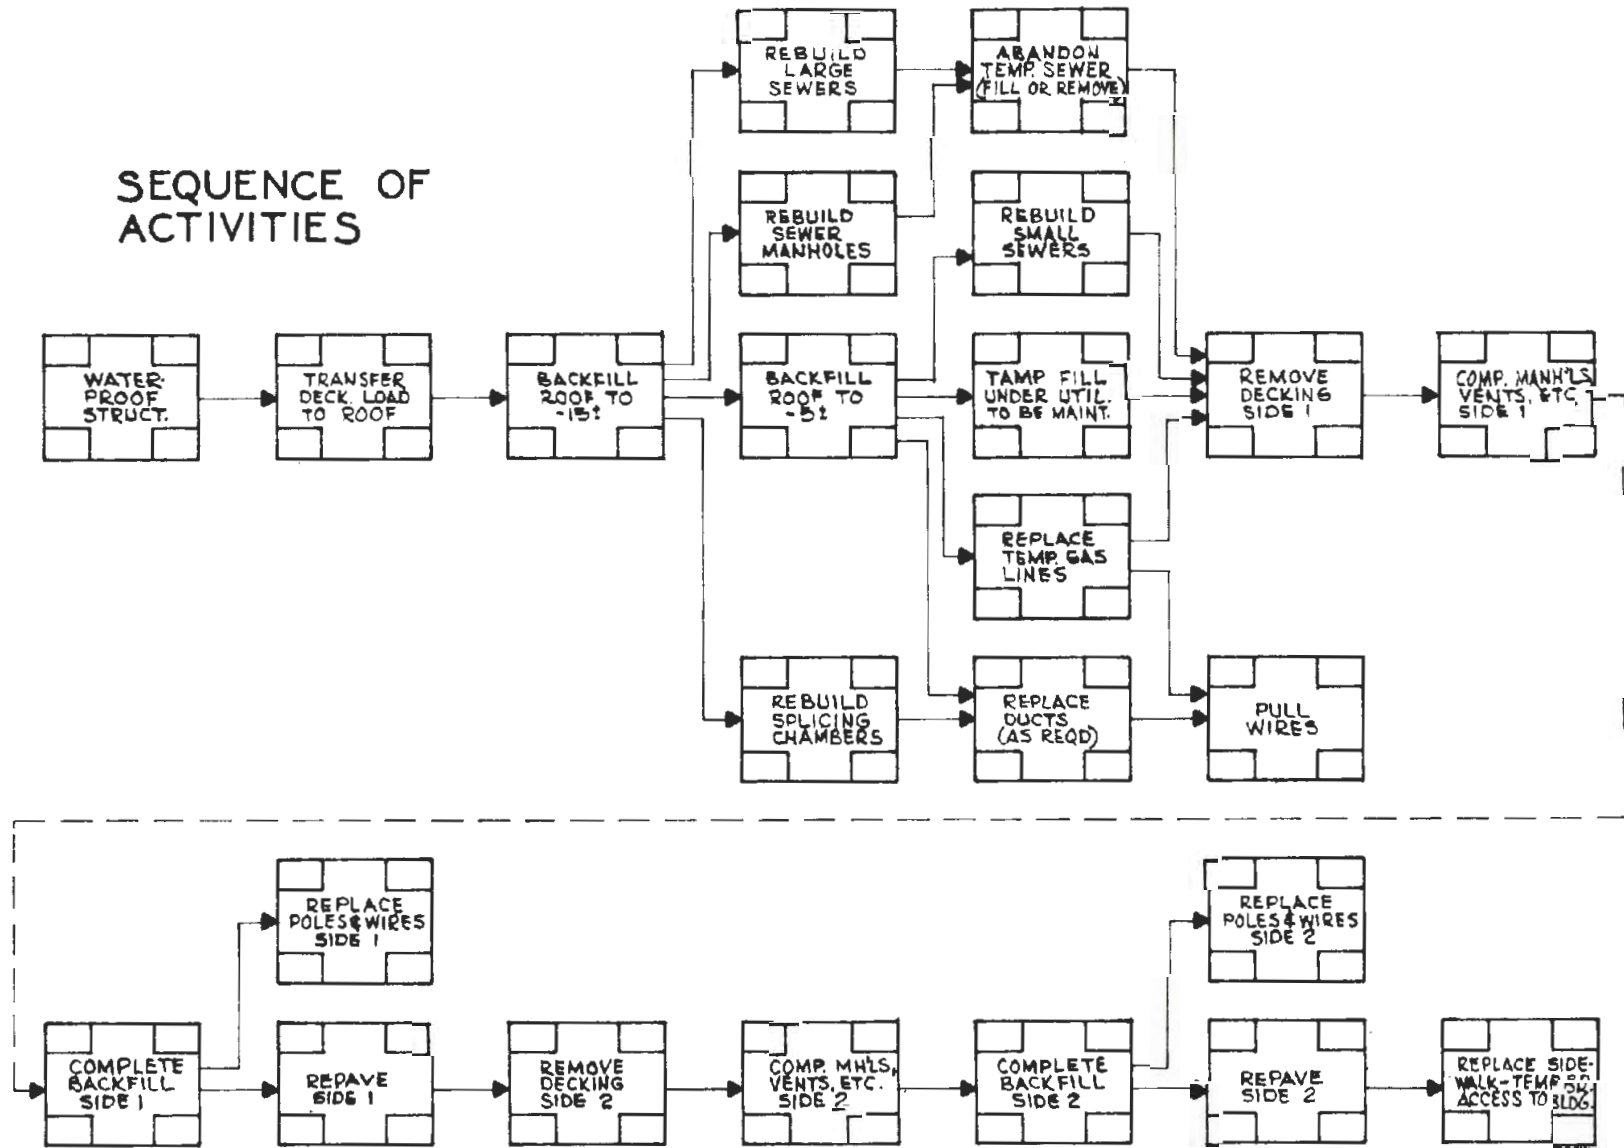 SEQUENCE OF
ACTIVITIES
REBUILD
LARGE
SEWERS
ABANDON
TEMP. SEWER
(FILL OR REMOVE)
REBUILD
SEWER
MANHOLES
REBUILD
SMALL
SEWERS
WATER-
PROOF
STRUCT.
TRANSFER
DECK. LOAD
TO ROOF
BACKFILL
ROOF TO
-15±
BACKFILL
ROOF TO
-5±
TAMP FILL
UNDER UTIL.
TO BE MAINT.
REMOVE
DECKING
SIDE 1
COMP. MANH'LS,
VENTS, ETC.
SIDE 1
REPLACE
TEMP. GAS
LINES
REBUILD
SPLICING
CHAMBERS
REPLACE
DUCTS
(AS REQD)
PULL
WIRES
REPLACE
POLES & WIRES
SIDE 1
REPLACE
POLES & WIRES
SIDE 2
COMPLETE
BACKFILL
SIDE 1
REPAVE
SIDE 1
REMOVE
DECKING
SIDE 2
COMP. MH'LS,
VENTS, ETC.
SIDE 2
COMPLETE
BACKFILL
SIDE 2
REPAVE
SIDE 2
REPLACE SIDE-
WALK-TEMP
ACCESS TO BLDG.